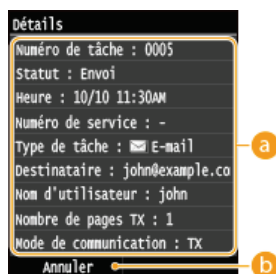 Détails
Numéro de tâche : 0005
Statut : Envoi
Heure : 10/10 11:30AM
Numéro de service : -
Type de tâche : E-mail
Destinataire : john@example.co
Nom d'utilisateur : john
Nombre de pages TX : 1
Mode de communication : TX
Annuler
a
b